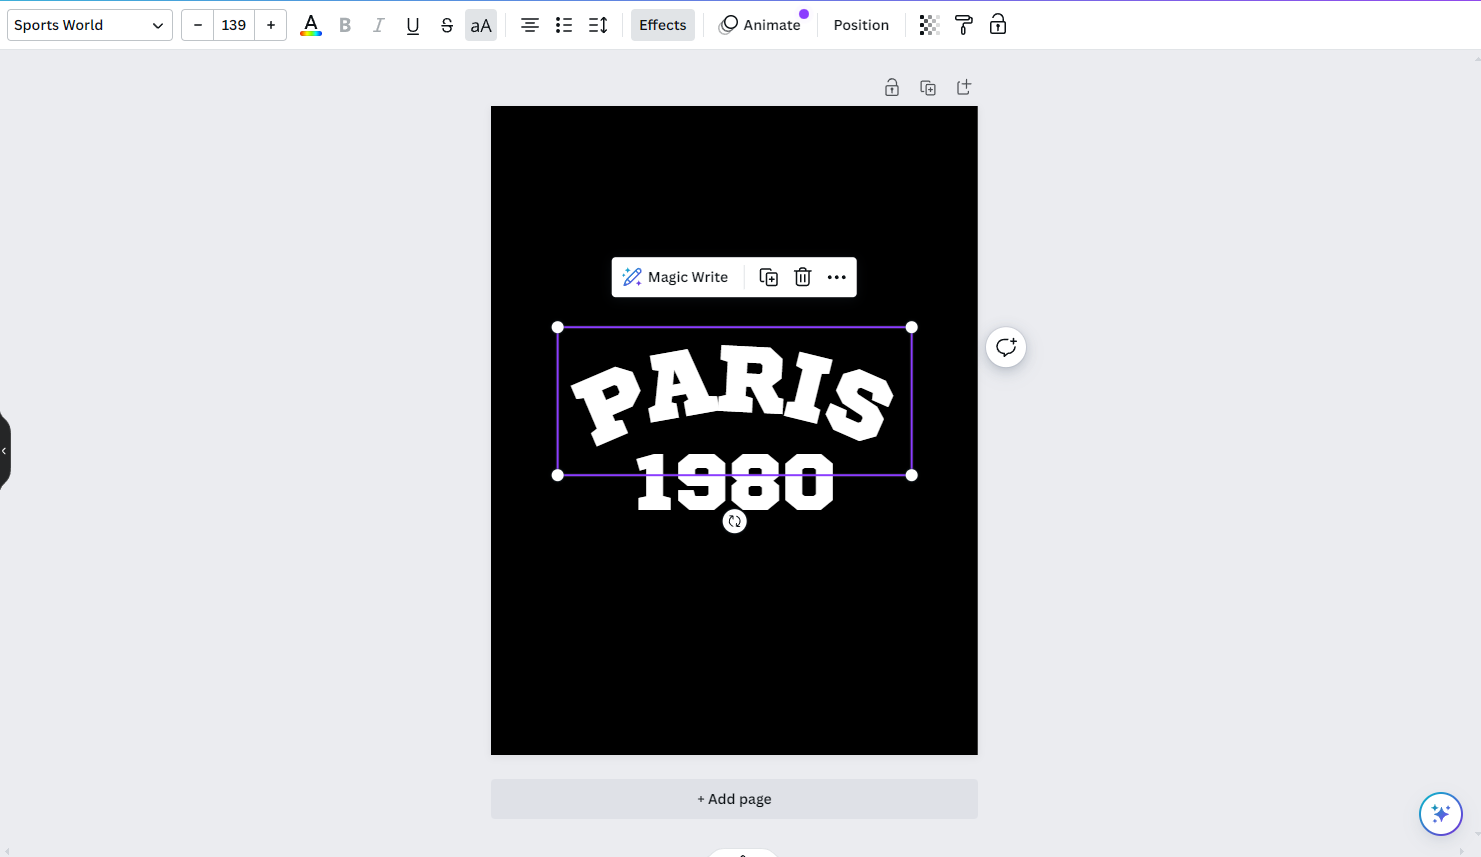 Sports World − 139 + A B I U S aA Effects Animate Position
Magic Write
PARIS
1980
+ Add page